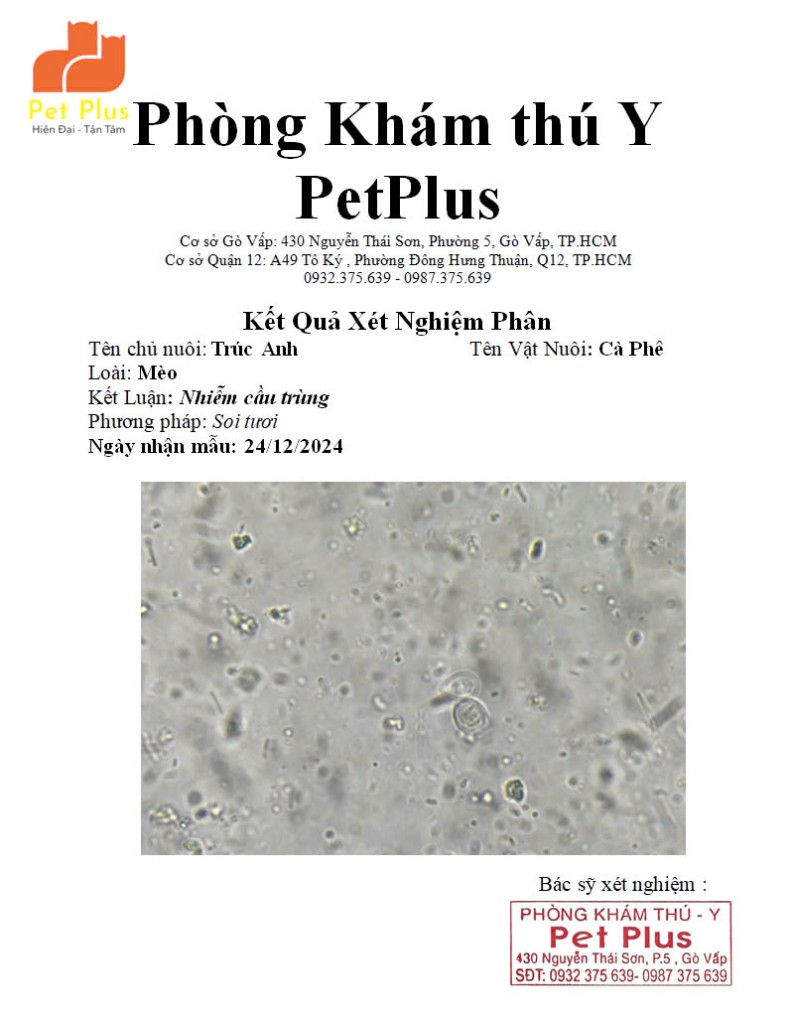 Pet Plus
Hiện Đại - Tận Tâm
Phòng Khám thú Y
PetPlus
Cơ sở Gò Vấp: 430 Nguyễn Thái Sơn, Phường 5, Gò Vấp, TP.HCM
Cơ sở Quận 12: A49 Tô Ký , Phường Đông Hưng Thuận, Q12, TP.HCM
0932.375.639 - 0987.375.639
Kết Quả Xét Nghiệm Phân
Tên chủ nuôi: Trúc Anh Tên Vật Nuôi: Cà Phê
Loài: Mèo
Kết Luận: Nhiễm cầu trùng
Phương pháp: Soi tươi
Ngày nhận mẫu: 24/12/2024
Bác sỹ xét nghiệm :
PHÒNG KHÁM THÚ - Y
Pet Plus
430 Nguyễn Thái Sơn, P.5 , Gò Vấp
SĐT: 0932 375 639- 0987 375 639